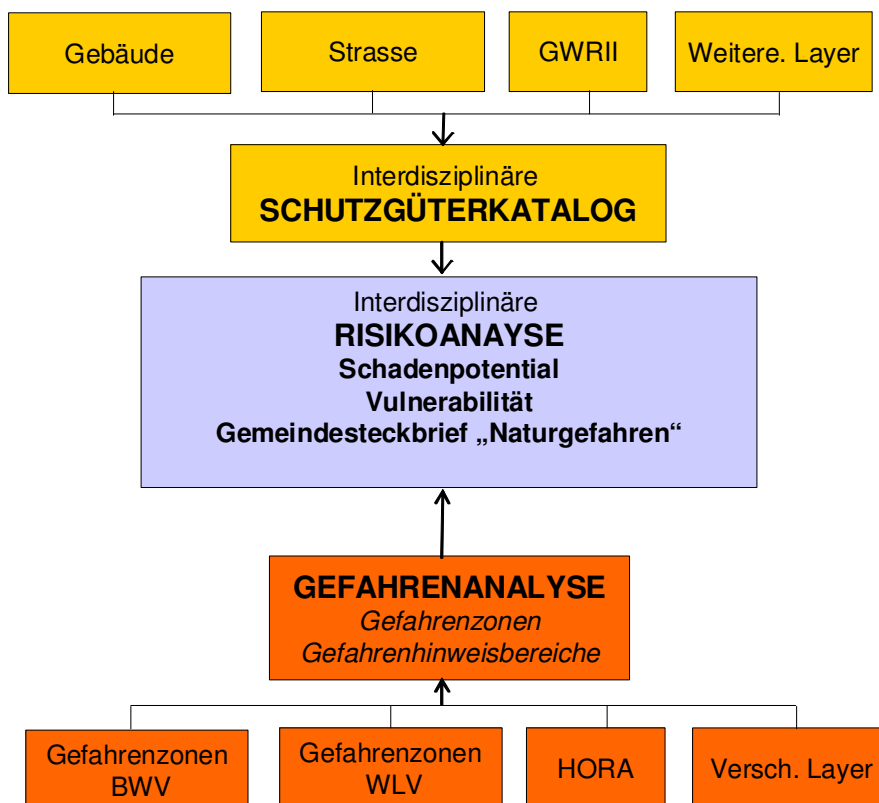 Gebäude
Strasse
GWRII
Weitere. Layer
Interdisziplinäre
SCHUTZGÜTERKATALOG
Interdisziplinäre
RISIKOANAYSE
Schadenpotential
Vulnerabilität
Gemeindesteckbrief „Naturgefahren“
GEFAHRENANALYSE
Gefahrenzonen
Gefahrenhinweisbereiche
Gefahrenzonen
BWV
Gefahrenzonen
WLV
HORA
Versch. Layer